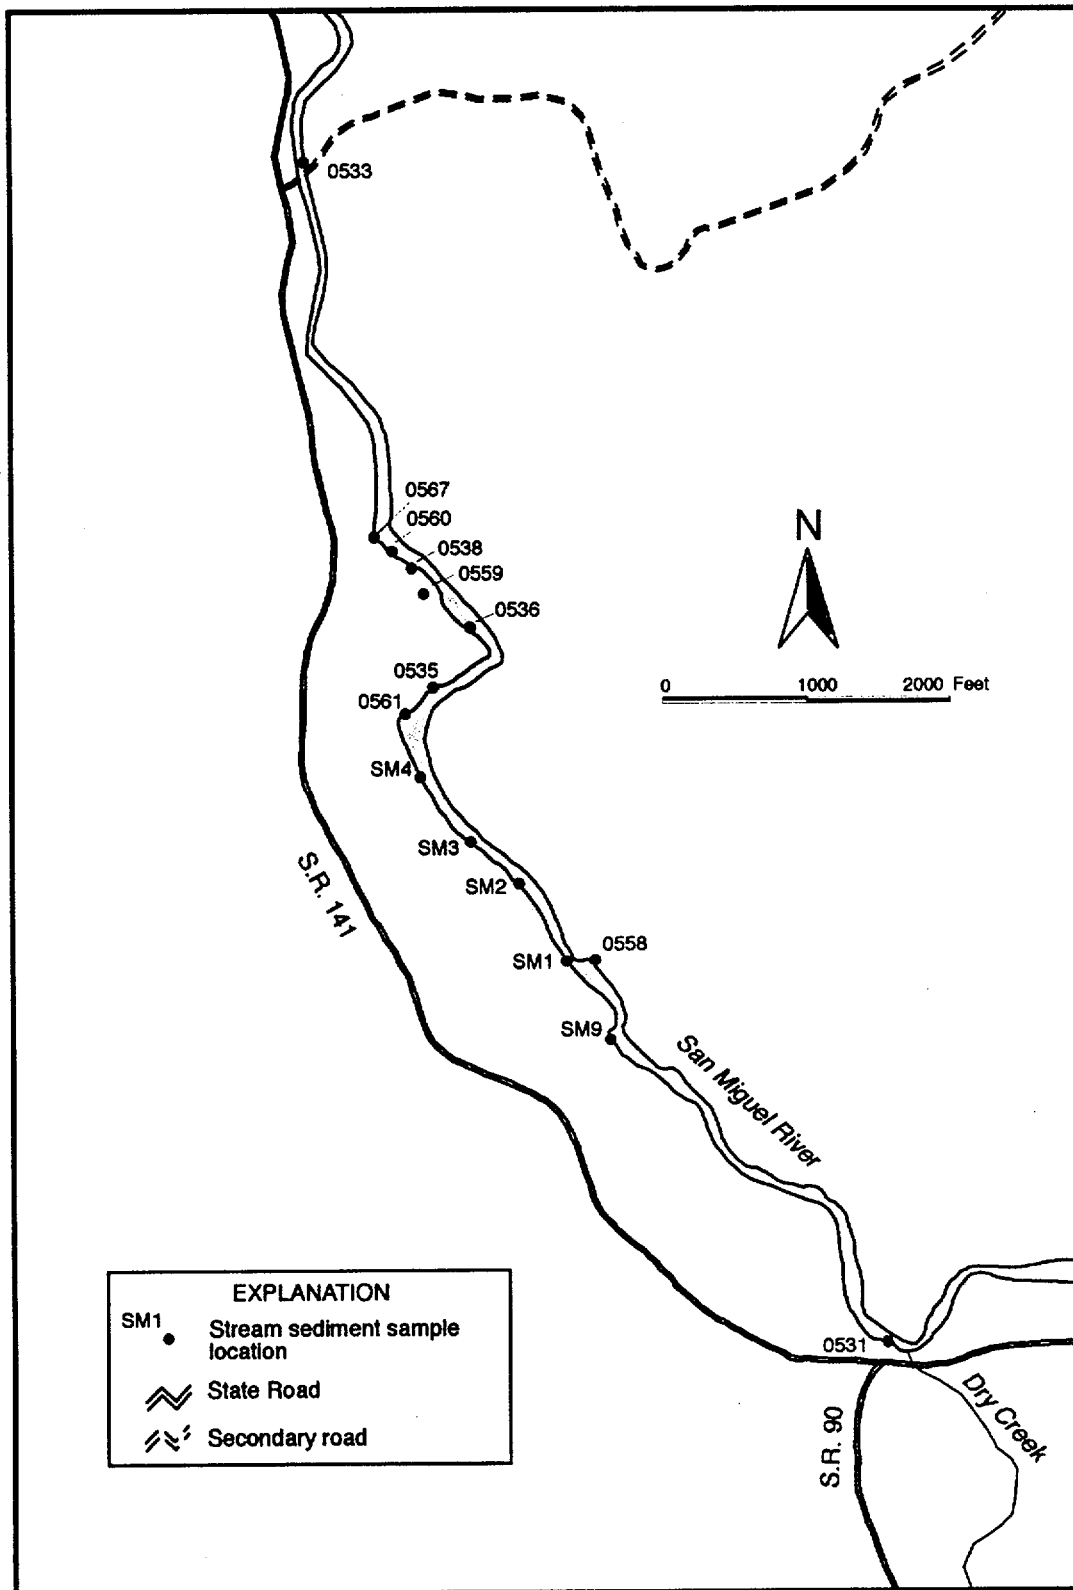 0533
0567
0560
0538
0559
N
0536
0535
0 1000 2000 Feet
0561
SM4
SM3
SM2
S.R. 141
0558
SM1
SM9
San Miguel River
EXPLANATION
SM1
Stream sediment sample
location
State Road
Secondary road
0531
Dry Creek
S.R. 90